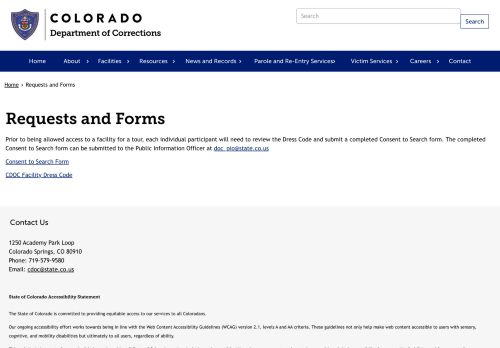 COLORADO
Department of Corrections
Search
Search
Home About Facilities Resources News and Records Parole and Re-Entry Services Victim Services Careers Contact
Home › Requests and Forms
Requests and Forms
Prior to being allowed access to a facility for a tour, each individual participant will need to review the Dress Code and submit a completed Consent to Search form. The completed
Consent to Search form can be submitted to the Public Information Officer at doc_pio@state.co.us
Consent to Search Form
CDOC Facility Dress Code
Contact Us
1250 Academy Park Loop
Colorado Springs, CO 80910
Phone: 719-579-9580
Email: cdoc@state.co.us
State of Colorado Accessibility Statement
The State of Colorado is committed to providing equitable access to our services to all Coloradans.
Our ongoing accessibility effort works towards being in line with the Web Content Accessibility Guidelines (WCAG) version 2.1, levels A and AA criteria. These guidelines not only help make web content accessible to users with sensory,
cognitive, and mobility disabilities but ultimately to all users, regardless of ability.